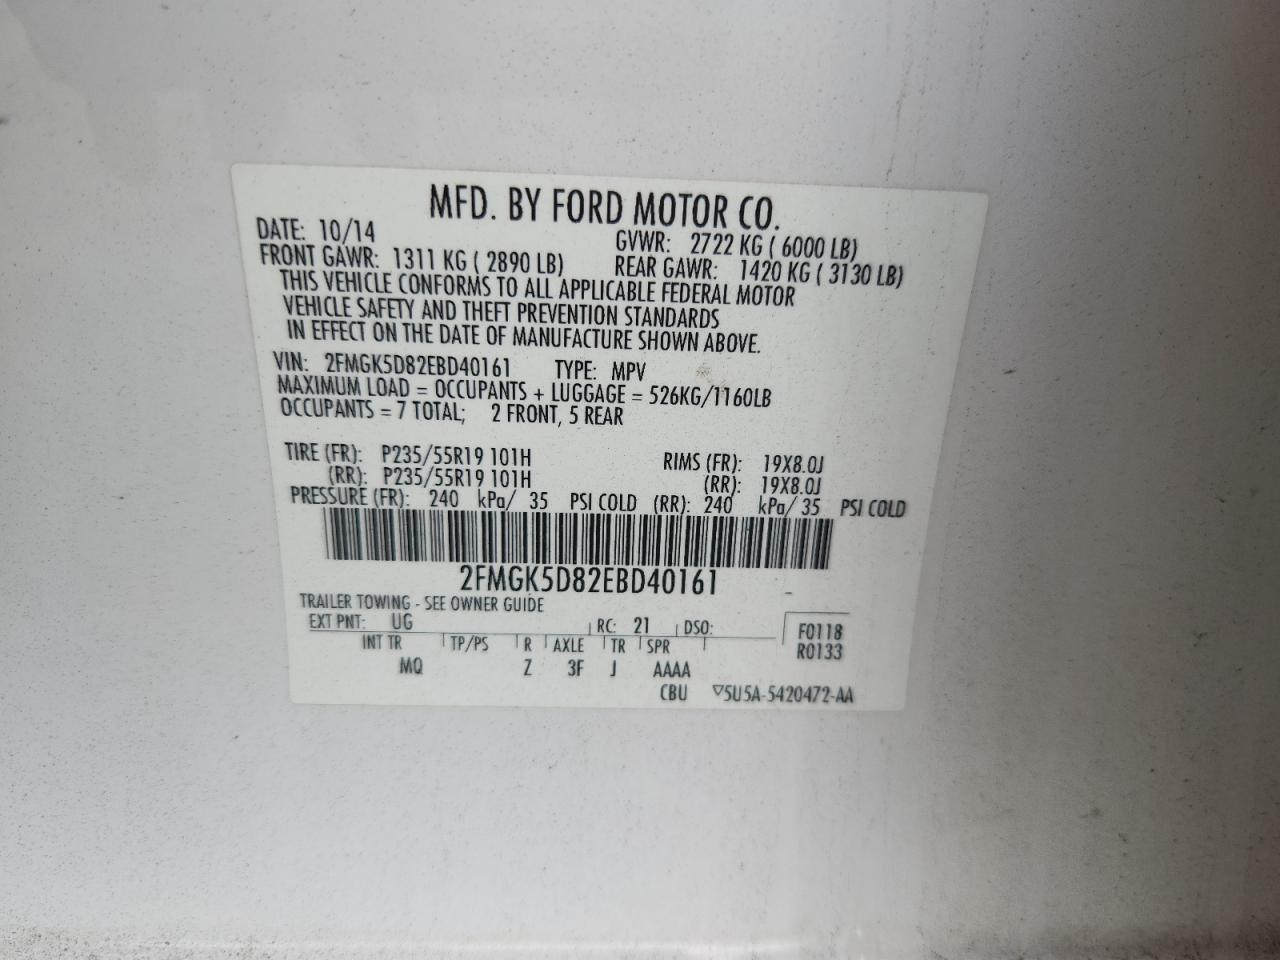 MFD. BY FORD MOTOR CO.
DATE: 10/14 GVWR: 2722 KG ( 6000 LB)
FRONT GAWR: 1311 KG ( 2890 LB) REAR GAWR: 1420 KG ( 3130 LB)
THIS VEHICLE CONFORMS TO ALL APPLICABLE FEDERAL MOTOR
VEHICLE SAFETY AND THEFT PREVENTION STANDARDS
IN EFFECT ON THE DATE OF MANUFACTURE SHOWN ABOVE.
VIN: 2FMGK5D82EBD40161 TYPE: MPV
MAXIMUM LOAD = OCCUPANTS + LUGGAGE = 526KG/1160LB
OCCUPANTS = 7 TOTAL; 2 FRONT, 5 REAR
TIRE (FR): P235/55R19 101H RIMS (FR): 19X8.0J
(RR): P235/55R19 101H (RR): 19X8.0J
PRESSURE (FR): 240 kPa/ 35 PSI COLD (RR): 240 kPa/ 35 PSI COLD
2FMGK5D82EBD40161
TRAILER TOWING - SEE OWNER GUIDE
EXT PNT: UG RC: 21 DSO: F0118
INT TR TP/PS R AXLE TR SPR R0133
MQ Z 3F J AAAA
CBU ▽5U5A-5420472-AA